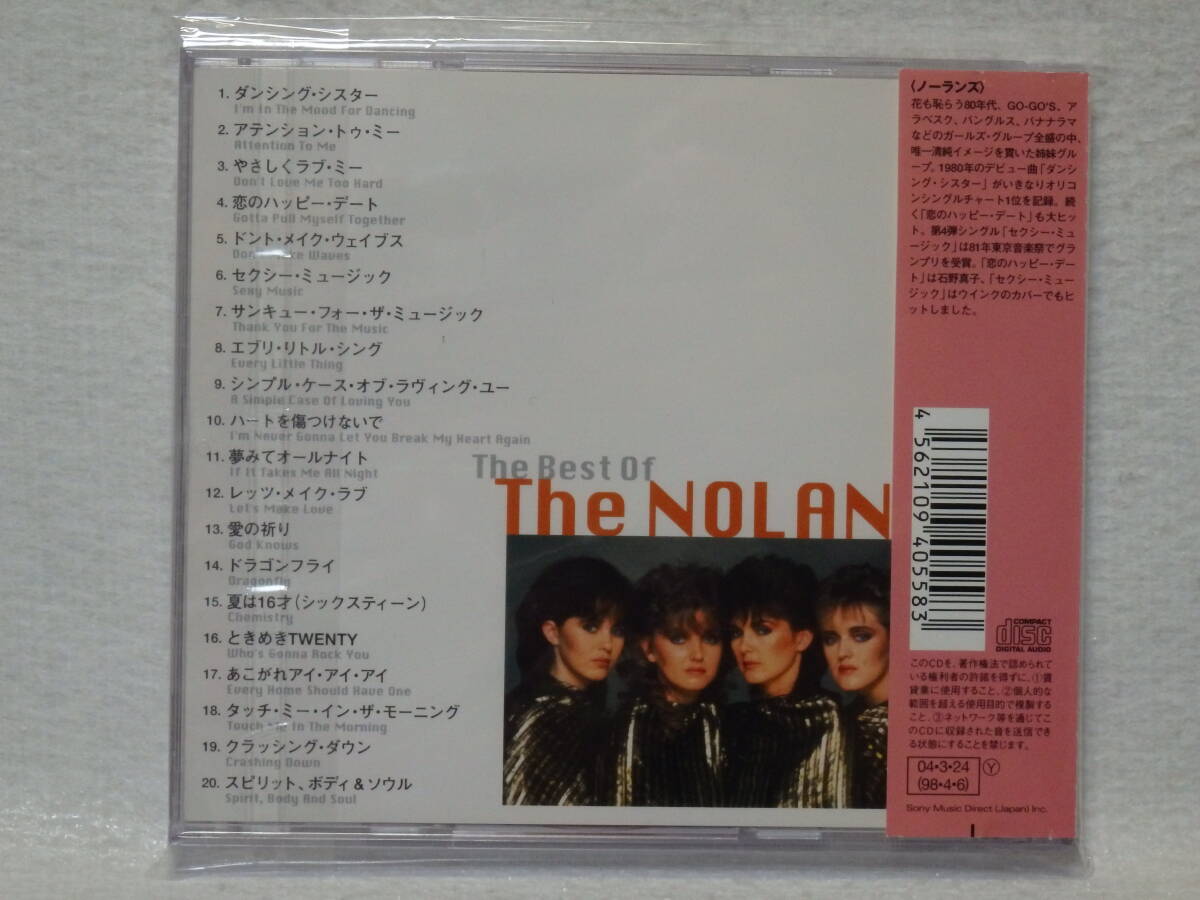 1. ダンシング・シスター
I'm In The Mood For Dancing
2. アテンション・トゥ・ミー
Attention To Me
3. やさしくラブ・ミー
Don't Love Me Too Hard
4. 恋のハッピー・デート
Gotta Pull Myself Together
5. ドント・メイク・ウェイブス
Waves
6. セクシー・ミュージック
Sexy Music
7. サンキュー・フォー・ザ・ミュージック
Thank You For The Music
8. エブリ・リトル・シング
Every Little Thing
9. シンプル・ケース・オブ・ラヴィング・ユー
A Simple Case Of Loving You
10. ハートを傷つけないで
I'm Never Gonna Let You Break My Heart Again
11. 夢みてオールナイト
If It Takes Me All Night
12. レッツ・メイク・ラブ
Let's Make Love
13. 愛の祈り
God Knows
14. ドラゴンフライ
Dragonfly
15. 夏は16才(シックスティーン)
Chemistry
16. ときめきTWENTY
Who's Gonna Rock You
17. あこがれアイ・アイ・アイ
Every Home Should Have One
18. タッチ・ミー・イン・ザ・モーニング
Touch Me In The Morning
19. クラッシング・ダウン
Crashing Down
20. スピリット、ボディ&ソウル
Spirit, Body And Soul
The Best Of
The NOLAN
〈ノーランズ〉
花も恥らう80年代、GO-GO'S、ア
ラベスク、バングルス、バナナラマ
などのガールズ・グループ全盛の中、
唯一清純イメージを貫いた姉妹グル
ープ。1980年のデビュー曲「ダンシ
ング・シスター」がいきなりオリコ
ンシングルチャート1位を記録。続
く「恋のハッピー・デート」も大ヒッ
ト。第4弾シングル「セクシー・ミュ
ージック」は81年東京音楽祭でグラ
ンプリを受賞。「恋のハッピー・デー
ト」は石野真子、「セクシー・ミュー
ジック」はウインクのカバーでもヒ
ットしました。
4 562109 405583
COMPACT
disc
DIGITAL AUDIO
このCDを、著作権法で認められて
いる権利者の許諾を得ずに、①賃
貸業に使用すること、②個人的な
範囲を超える使用目的で複製する
こと、③ネットワーク等を通じてこ
のCDに収録された音を送信でき
る状態にすることを禁じます。
04・3・24 Ⓨ
(98・4・6)
Sony Music Direct (Japan) Inc.